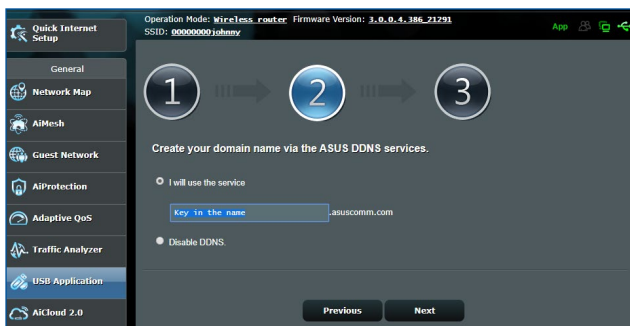 Quick Internet
Setup
Operation Mode: Wireless router Firmware Version: 3.0.0.4.386_21291
SSID: 00000000johnny
App
General
Network Map
AiMesh
Guest Network
AiProtection
Adaptive QoS
Traffic Analyzer
USB Application
AiCloud 2.0
1
2
3
Create your domain name via the ASUS DDNS services.
I will use the service
Key in the name .asuscomm.com
Disable DDNS.
Previous Next